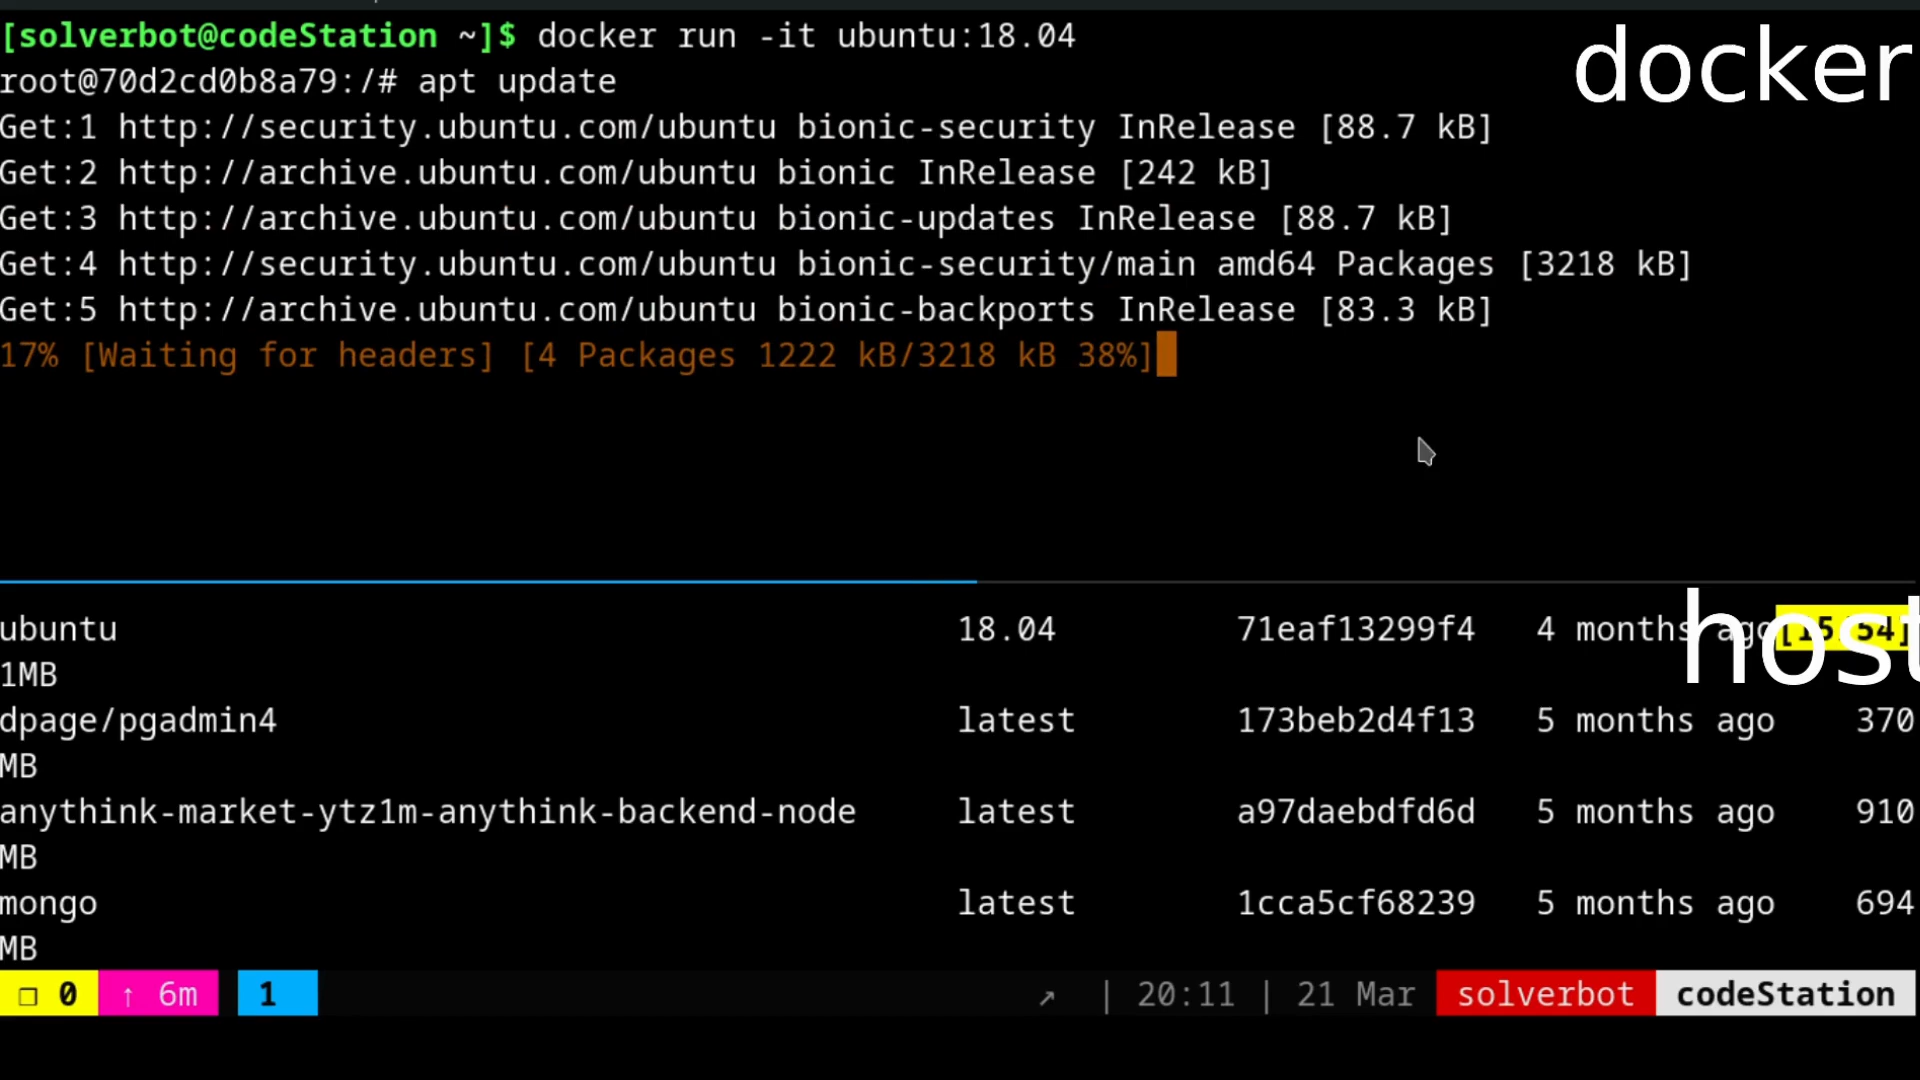 [solverbot@codeStation ~]$ docker run -it ubuntu:18.04
docker
root@70d2cd0b8a79:/# apt update
Get:1 http://security.ubuntu.com/ubuntu bionic-security InRelease [88.7 kB]
Get:2 http://archive.ubuntu.com/ubuntu bionic InRelease [242 kB]
Get:3 http://archive.ubuntu.com/ubuntu bionic-updates InRelease [88.7 kB]
Get:4 http://security.ubuntu.com/ubuntu bionic-security/main amd64 Packages [3218 kB]
Get:5 http://archive.ubuntu.com/ubuntu bionic-backports InRelease [83.3 kB]
17% [Waiting for headers] [4 Packages 1222 kB/3218 kB 38%]
ubuntu 18.04 71eaf13299f4 4 months ago
host
1MB
dpage/pgadmin4 latest 173beb2d4f13 5 months ago 370
MB
anythink-market-ytz1m-anythink-backend-node latest a97daebdfd6d 5 months ago 910
MB
mongo latest 1cca5cf68239 5 months ago 694
MB
❐ 0 ↑ 6m 1 ↗ | 20:11 | 21 Mar solverbot codeStation